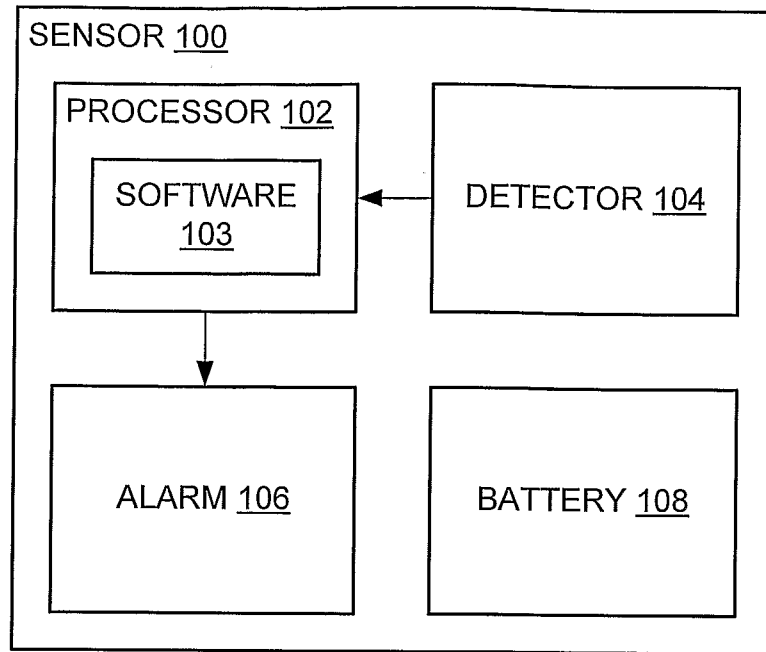 SENSOR 100
PROCESSOR 102
SOFTWARE
103
DETECTOR 104
ALARM 106
BATTERY 108